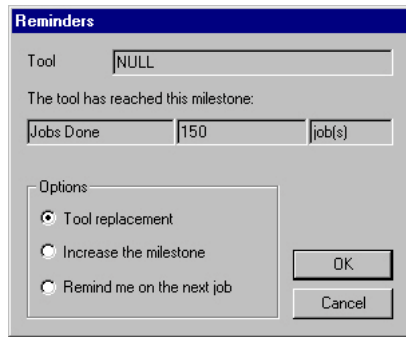 Reminders
Tool NULL
The tool has reached this milestone:
Jobs Done 150 job(s)
Options
Tool replacement
Increase the milestone
Remind me on the next job
OK
Cancel